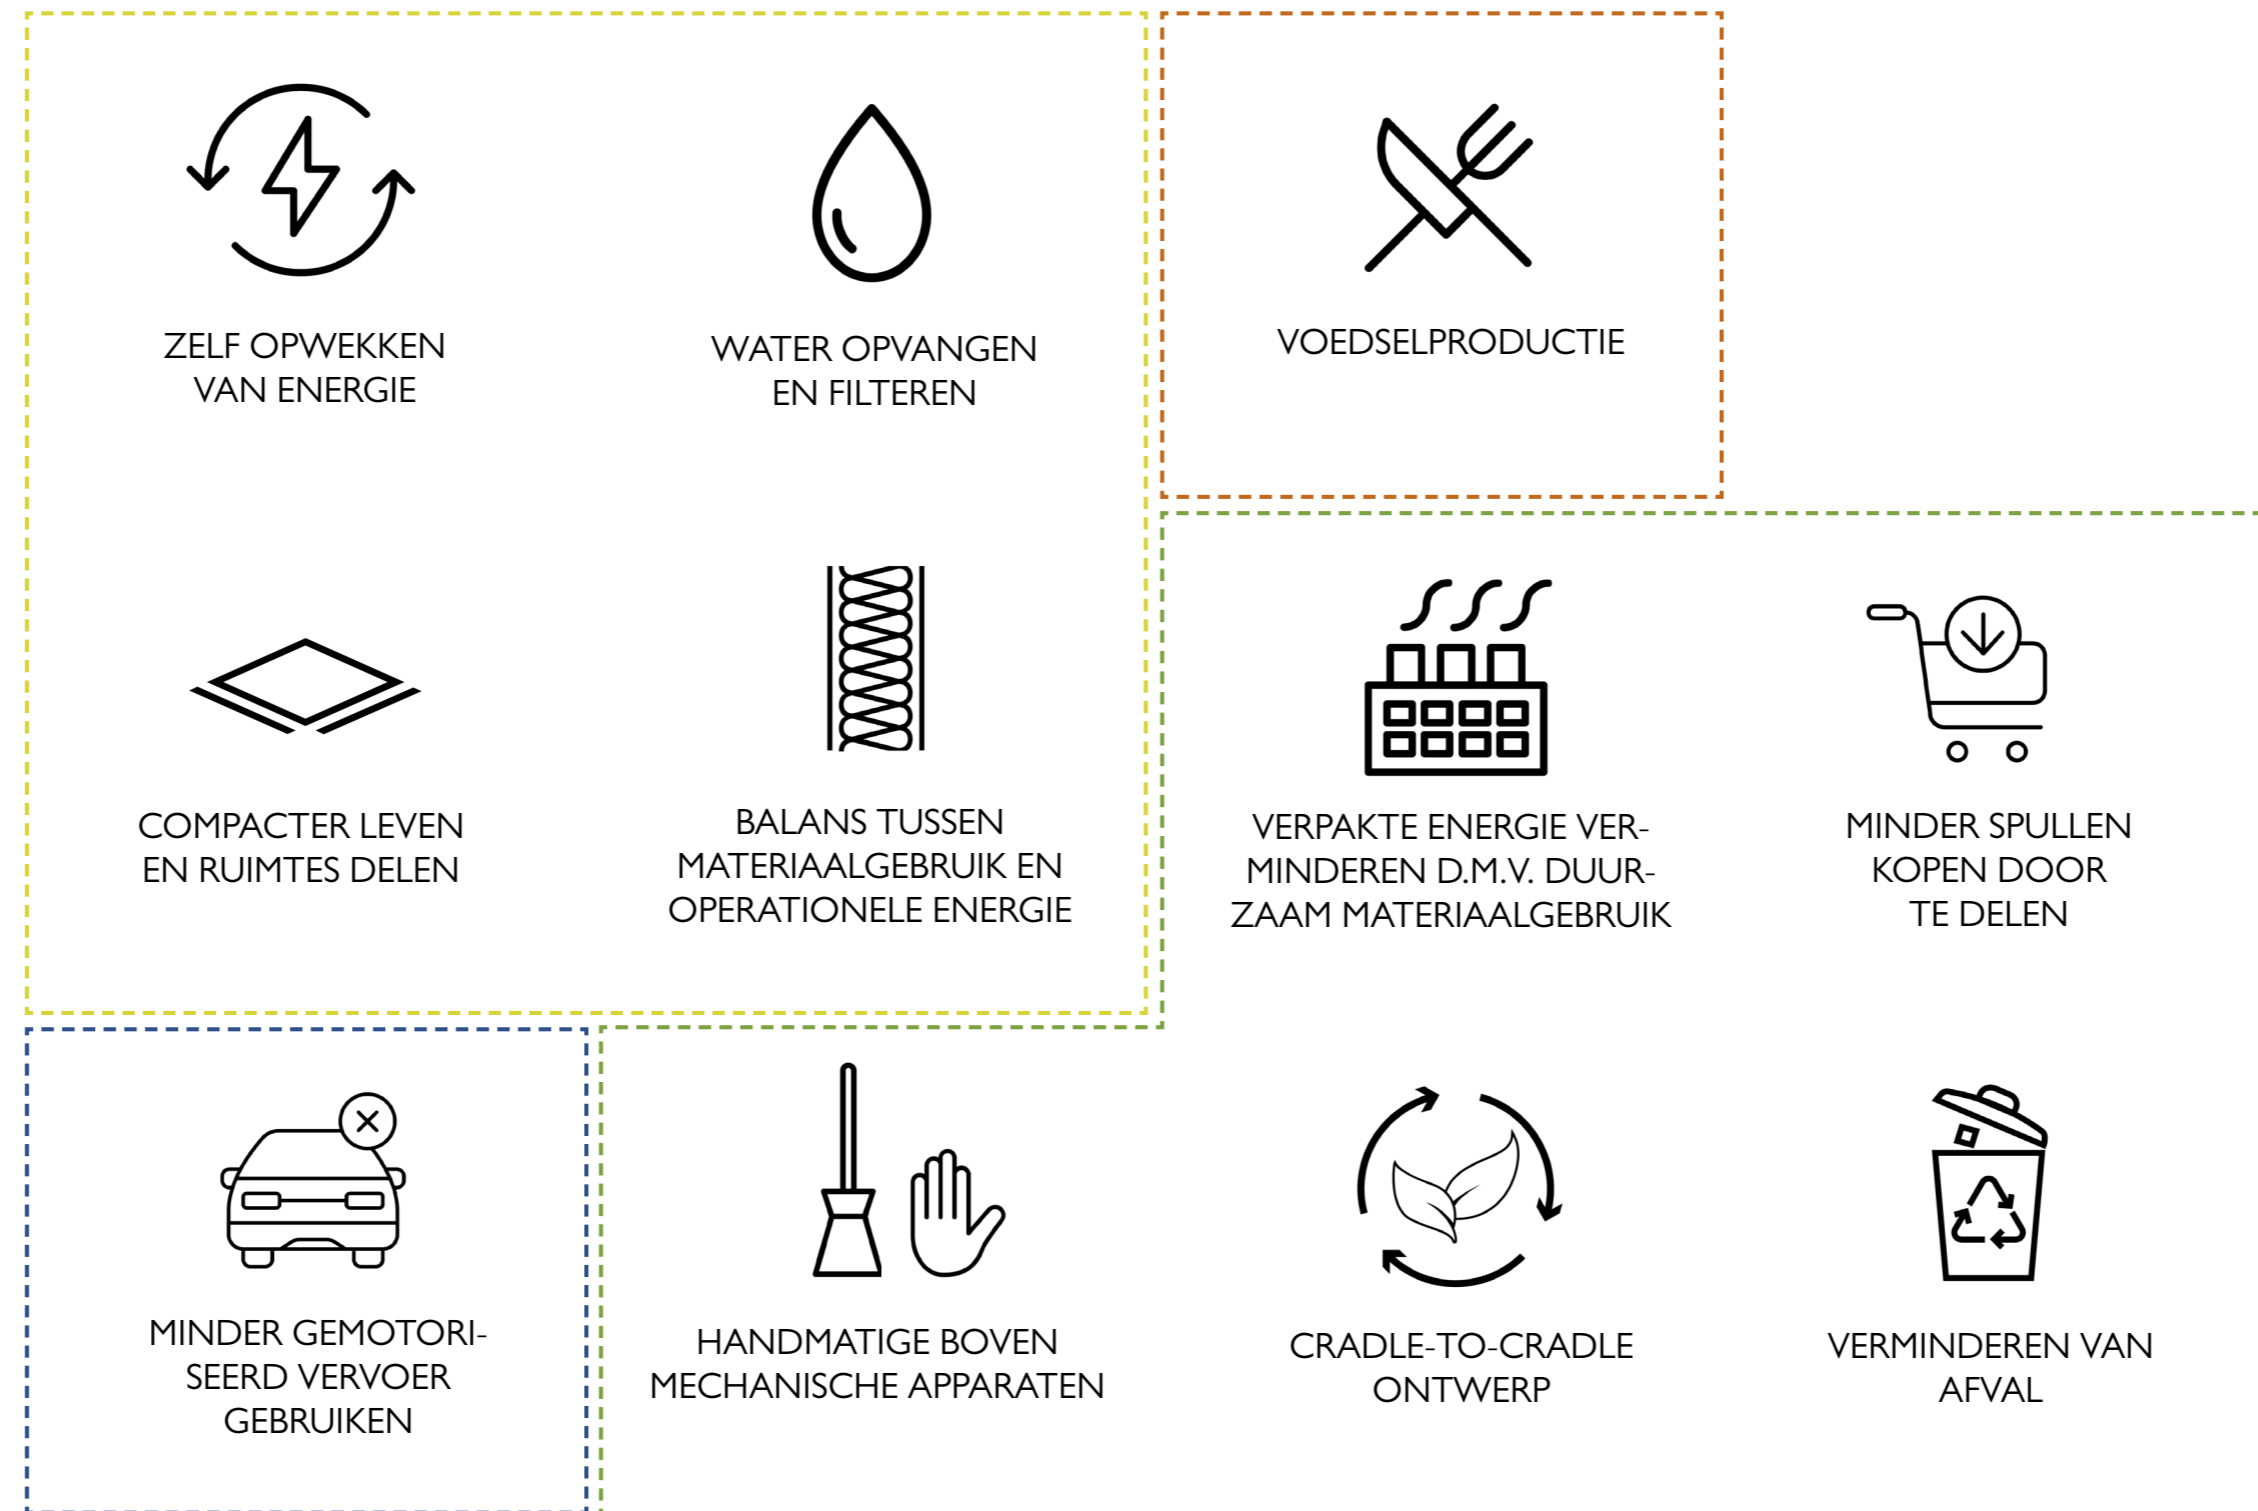 ZELF OPWEKKEN
VAN ENERGIE
WATER OPVANGEN
EN FILTEREN
VOEDSELPRODUCTIE
COMPACTER LEVEN
EN RUIMTES DELEN
BALANS TUSSEN
MATERIAALGEBRUIK EN
OPERATIONELE ENERGIE
VERPAKTE ENERGIE VER-
MINDEREN D.M.V. DUUR-
ZAAM MATERIAALGEBRUIK
MINDER SPULLEN
KOPEN DOOR
TE DELEN
MINDER GEMOTORI-
SEERD VERVOER
GEBRUIKEN
HANDMATIGE BOVEN
MECHANISCHE APPARATEN
CRADLE-TO-CRADLE
ONTWERP
VERMINDEREN VAN
AFVAL